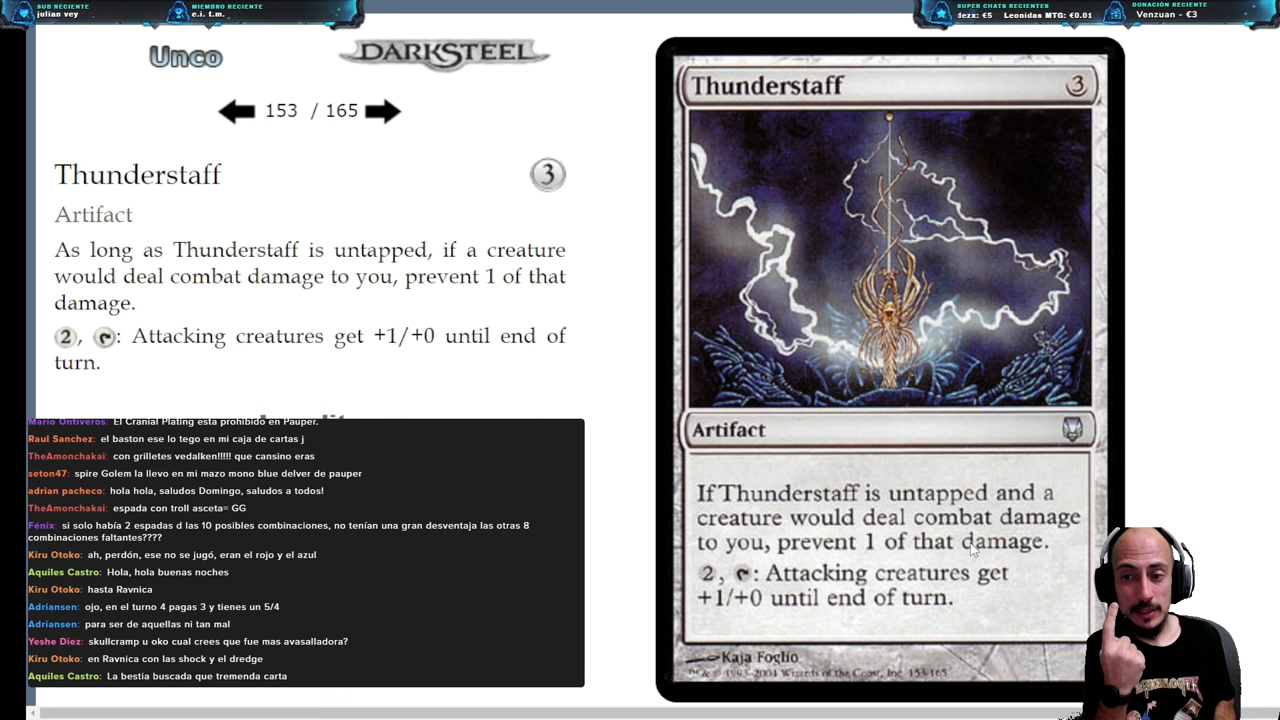 SUB RECIENTE
julian vey
MIEMBRO RECIENTE
e.i. t.m.
SUPER CHATS RECIENTES
Jezx: €5 Leonidas MTG: €0.01
DONACIÓN RECIENTE
Venzuan - €3
Unco
DARKSTEEL
153 / 165
Thunderstaff 3
Artifact
As long as Thunderstaff is untapped, if a creature
would deal combat damage to you, prevent 1 of that
damage.
2, : Attacking creatures get +1/+0 until end of
turn.
Mario Ontiveros: El Cranial Plating esta prohibido en Pauper.
Raul Sanchez: el baston ese lo tego en mi caja de cartas j
TheAmonchakai: con grilletes vedalken!!!!! que cansino eras
seton47: spire Golem la llevo en mi mazo mono blue delver de pauper
adrian pacheco: hola hola, saludos Domingo, saludos a todos!
TheAmonchakai: espada con troll asceta= GG
Fénix: si solo había 2 espadas d las 10 posibles combinaciones, no tenían una gran desventaja las otras 8
combinaciones faltantes????
Kiru Otoko: ah, perdón, ese no se jugó, eran el rojo y el azul
Aquiles Castro: Hola, hola buenas noches
Kiru Otoko: hasta Ravnica
Adriansen: ojo, en el turno 4 pagas 3 y tienes un 5/4
Adriansen: para ser de aquellas ni tan mal
Yeshe Diez: skullcramp u oko cual crees que fue mas avasalladora?
Kiru Otoko: en Ravnica con las shock y el dredge
Aquiles Castro: La bestia buscada que tremenda carta
Thunderstaff 3
Artifact
If Thunderstaff is untapped and a
creature would deal combat damage
to you, prevent 1 of that damage.
2, : Attacking creatures get
+1/+0 until end of turn.
Kaja Foglio
™& © 1993-2004 Wizards of the Coast, Inc. 153/165